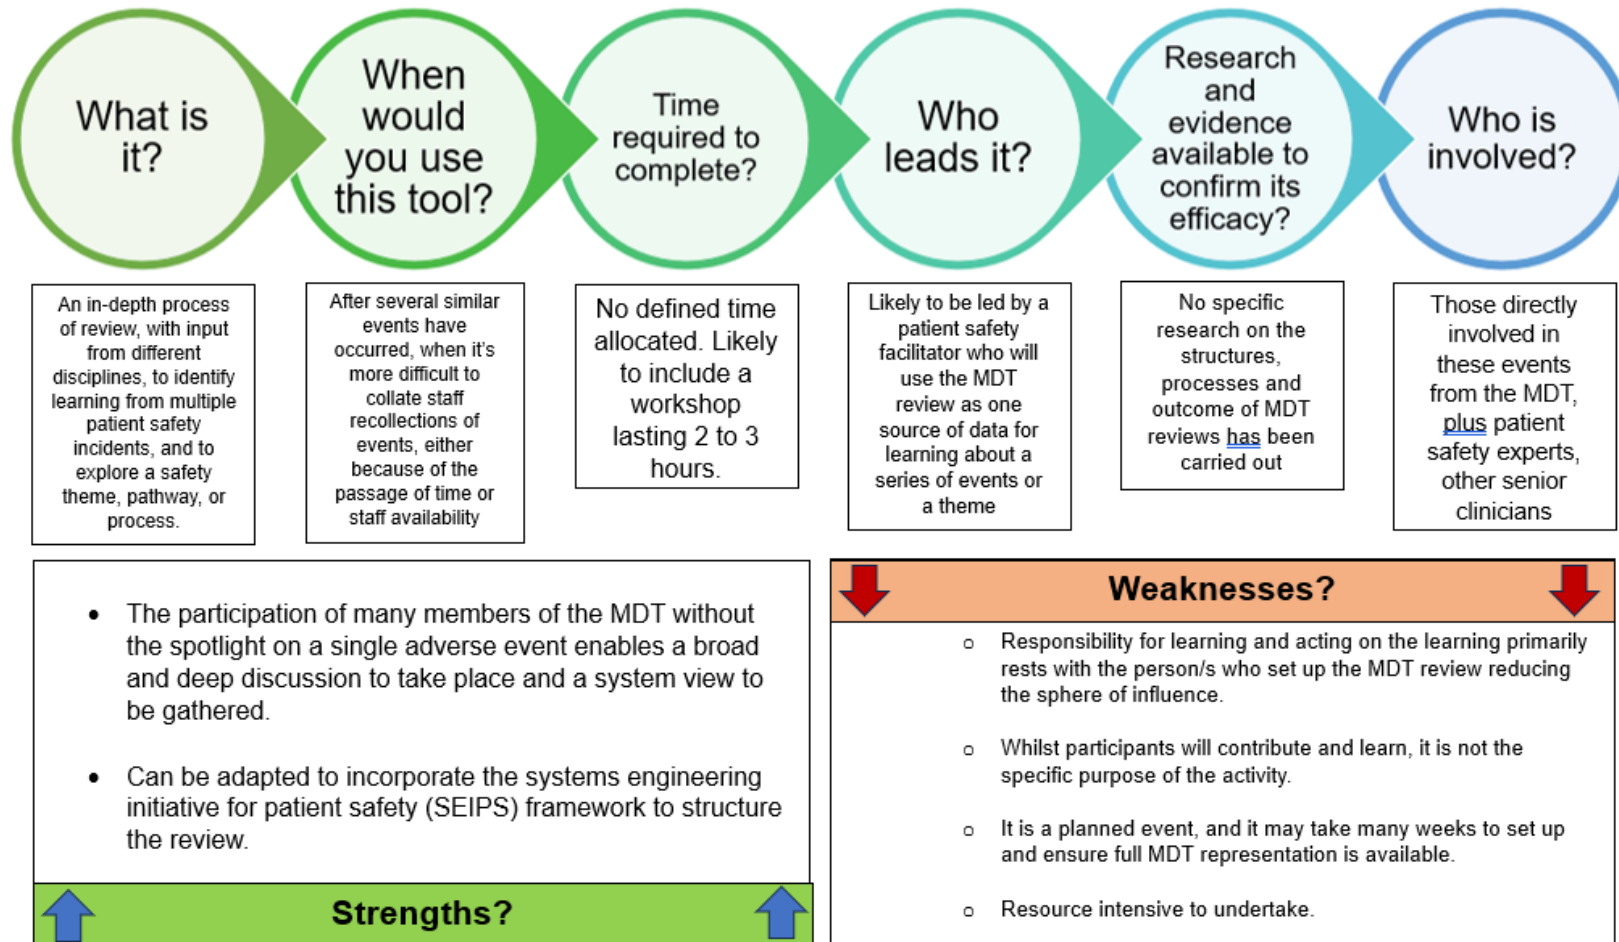 What is
it?
When
would
you use
this tool?
Time
required to
complete?
Who
leads it?
Research
and
evidence
available to
confirm its
efficacy?
Who is
involved?
An in-depth process
of review, with input
from different
disciplines, to identify
learning from multiple
patient safety
incidents, and to
explore a safety
theme, pathway, or
process.
After several similar
events have
occurred, when it's
more difficult to
collate staff
recollections of
events, either
because of the
passage of time or
staff availability
No defined time
allocated. Likely
to include a
workshop
lasting 2 to 3
hours.
Likely to be led by a
patient safety
facilitator who will
use the MDT
review as one
source of data for
learning about a
series of events or
a theme
No specific
research on the
structures,
processes and
outcome of MDT
reviews has been
carried out
Those directly
involved in
these events
from the MDT,
plus patient
safety experts,
other senior
clinicians
• The participation of many members of the MDT without
the spotlight on a single adverse event enables a broad
and deep discussion to take place and a system view to
be gathered.
• Can be adapted to incorporate the systems engineering
initiative for patient safety (SEIPS) framework to structure
the review.
Strengths?
Weaknesses?
o Responsibility for learning and acting on the learning primarily
rests with the person/s who set up the MDT review reducing
the sphere of influence.
o Whilst participants will contribute and learn, it is not the
specific purpose of the activity.
o It is a planned event, and it may take many weeks to set up
and ensure full MDT representation is available.
o Resource intensive to undertake.